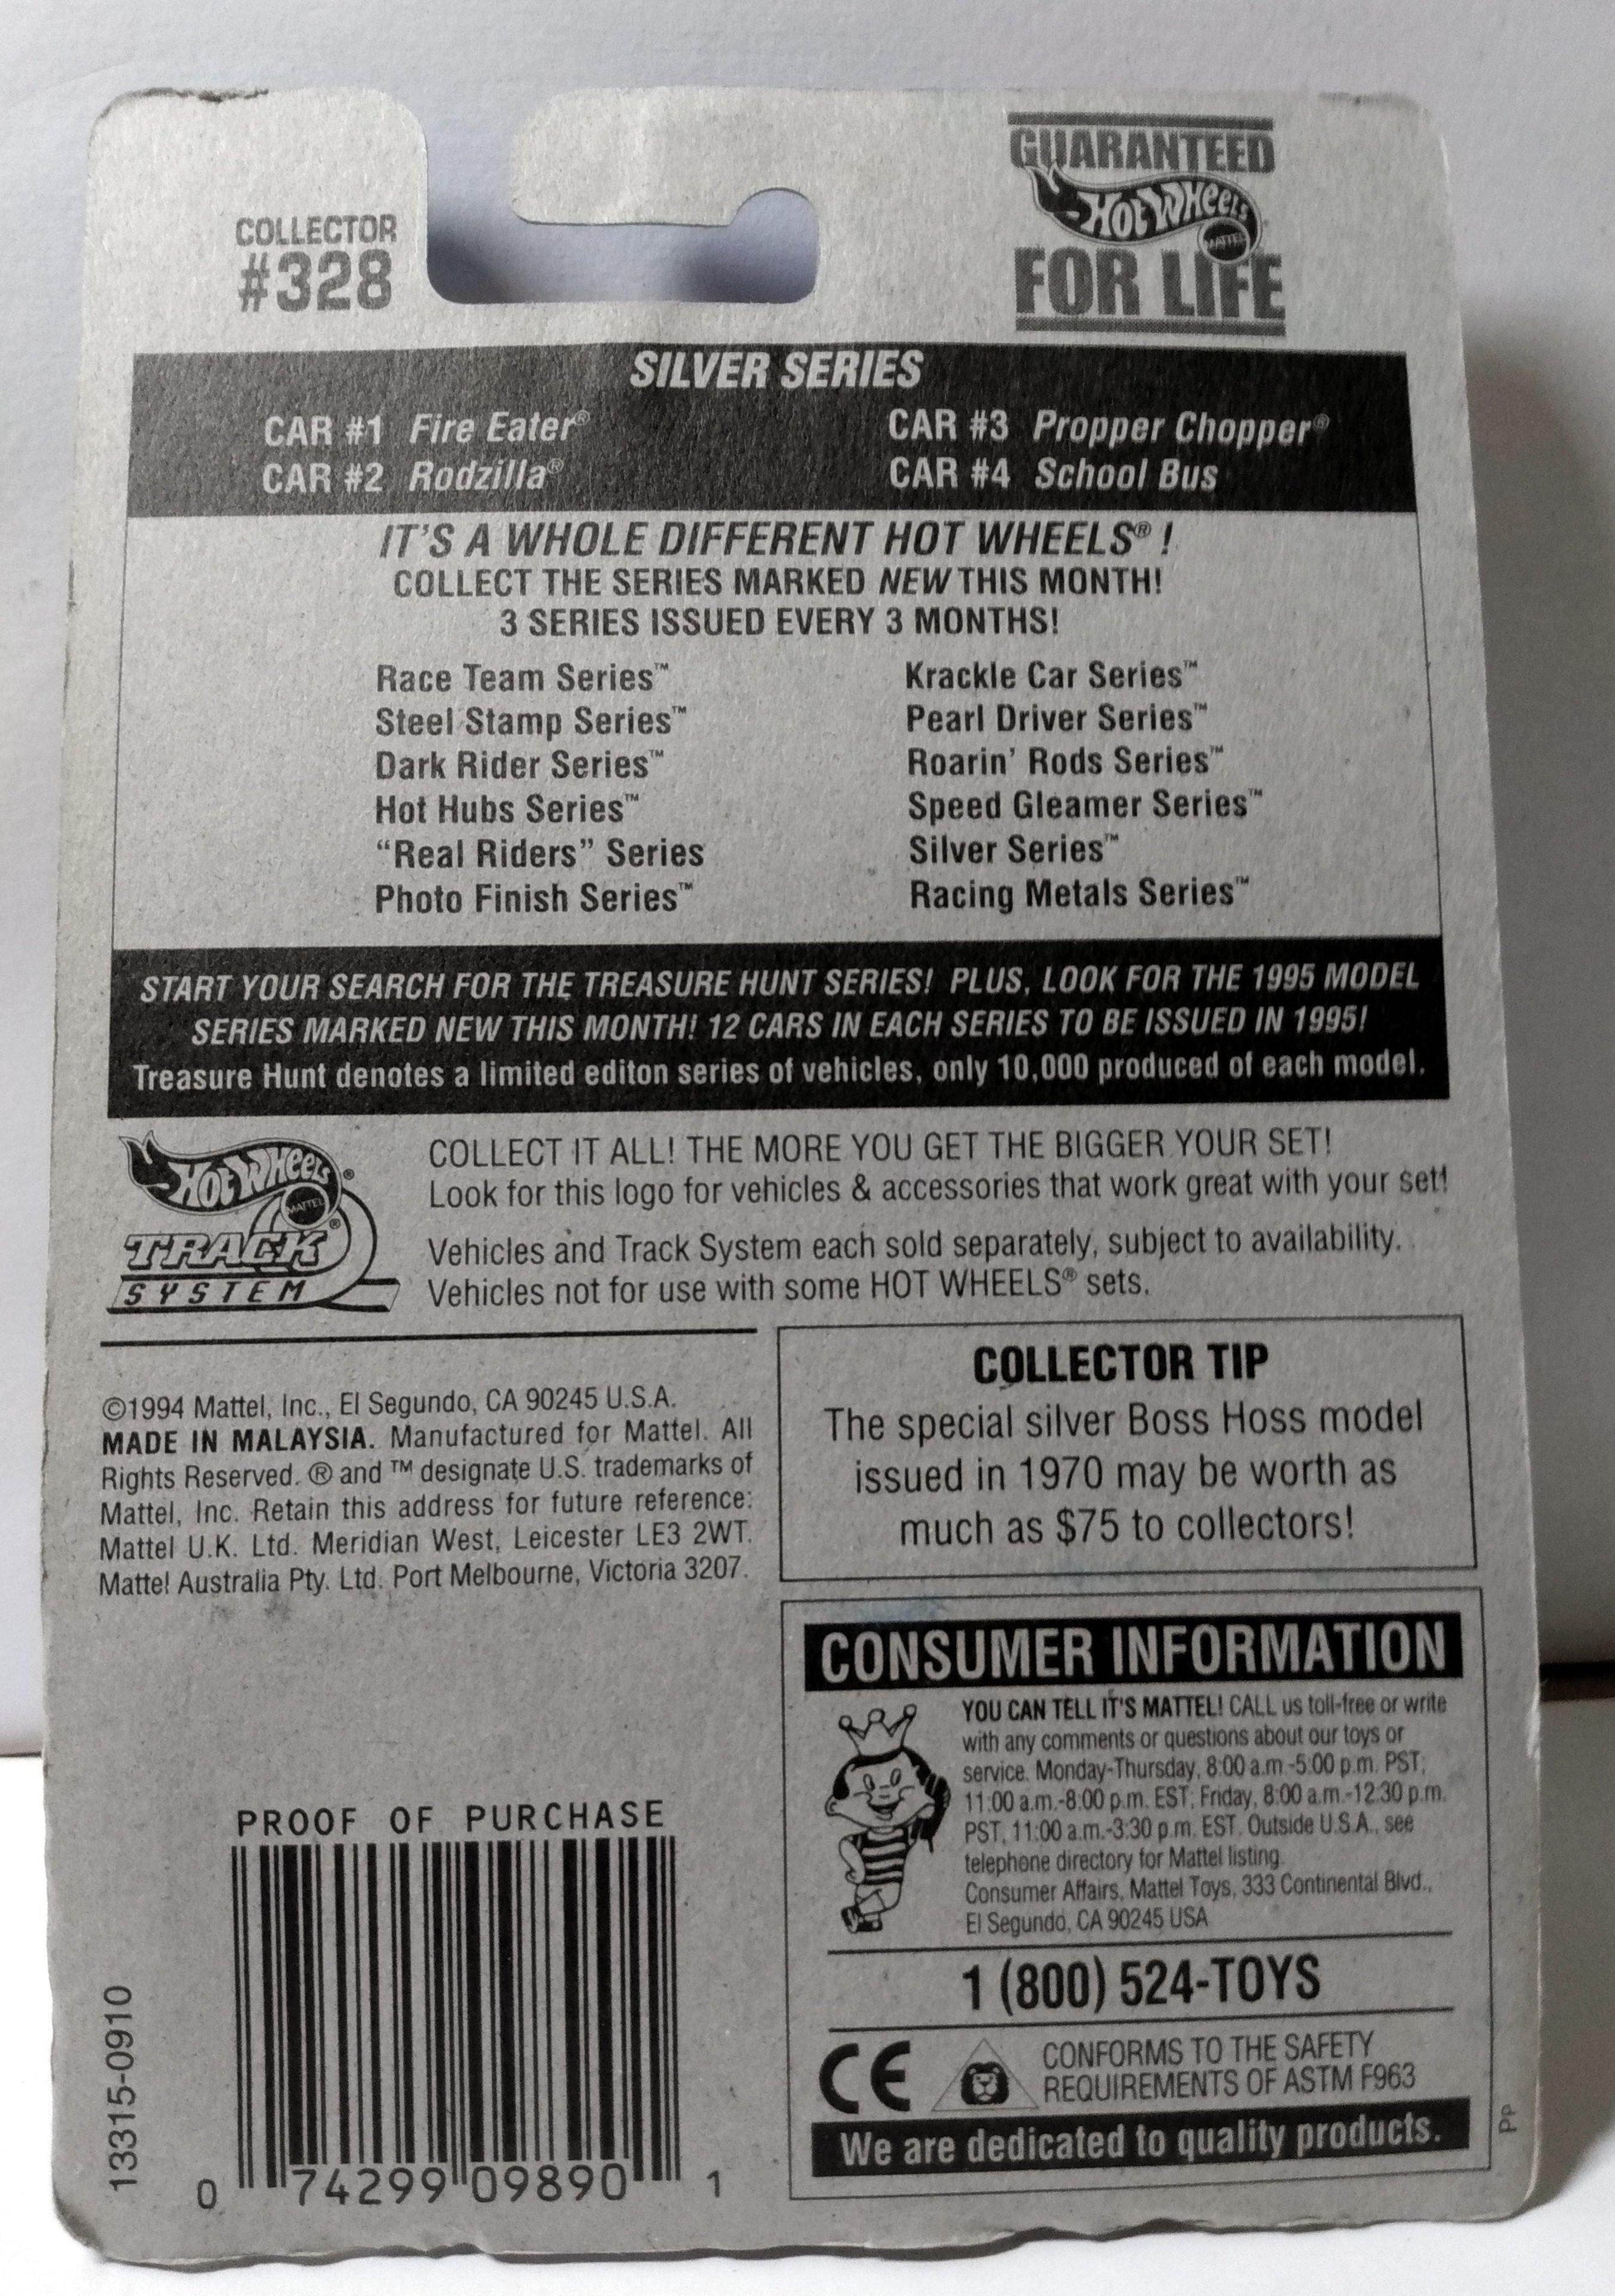 COLLECTOR
#328
GUARANTEED
HOT WHEELS
MATTEL
FOR LIFE
SILVER SERIES
CAR #1 Fire Eater®
CAR #2 Rodzilla®
CAR #3 Propper Chopper®
CAR #4 School Bus
IT'S A WHOLE DIFFERENT HOT WHEELS® !
COLLECT THE SERIES MARKED NEW THIS MONTH!
3 SERIES ISSUED EVERY 3 MONTHS!
Race Team Series™
Steel Stamp Series™
Dark Rider Series™
Hot Hubs Series™
“Real Riders” Series
Photo Finish Series™
Krackle Car Series™
Pearl Driver Series™
Roarin' Rods Series™
Speed Gleamer Series™
Silver Series™
Racing Metals Series™
START YOUR SEARCH FOR THE TREASURE HUNT SERIES! PLUS, LOOK FOR THE 1995 MODEL
SERIES MARKED NEW THIS MONTH! 12 CARS IN EACH SERIES TO BE ISSUED IN 1995!
Treasure Hunt denotes a limited editon series of vehicles, only 10,000 produced of each model.
HOT WHEELS®
MATTEL
TRACK®
SYSTEM
COLLECT IT ALL! THE MORE YOU GET THE BIGGER YOUR SET!
Look for this logo for vehicles & accessories that work great with your set!
Vehicles and Track System each sold separately, subject to availability.
Vehicles not for use with some HOT WHEELS® sets.
©1994 Mattel, Inc., El Segundo, CA 90245 U.S.A.
MADE IN MALAYSIA. Manufactured for Mattel. All
Rights Reserved. ® and ™ designate U.S. trademarks of
Mattel, Inc. Retain this address for future reference:
Mattel U.K. Ltd. Meridian West, Leicester LE3 2WT.
Mattel Australia Pty. Ltd. Port Melbourne, Victoria 3207.
COLLECTOR TIP
The special silver Boss Hoss model
issued in 1970 may be worth as
much as $75 to collectors!
CONSUMER INFORMATION
YOU CAN TELL IT'S MATTEL! CALL us toll-free or write
with any comments or questions about our toys or
service. Monday-Thursday, 8:00 a.m.-5:00 p.m. PST;
11:00 a.m.-8:00 p.m. EST; Friday, 8:00 a.m.-12:30 p.m.
PST, 11:00 a.m.-3:30 p.m. EST. Outside U.S.A., see
telephone directory for Mattel listing.
Consumer Affairs, Mattel Toys, 333 Continental Blvd.,
El Segundo, CA 90245 USA
1 (800) 524-TOYS
CE
CONFORMS TO THE SAFETY
REQUIREMENTS OF ASTM F963
We are dedicated to quality products.
PP
PROOF OF PURCHASE
0 74299 09890 1
13315-0910